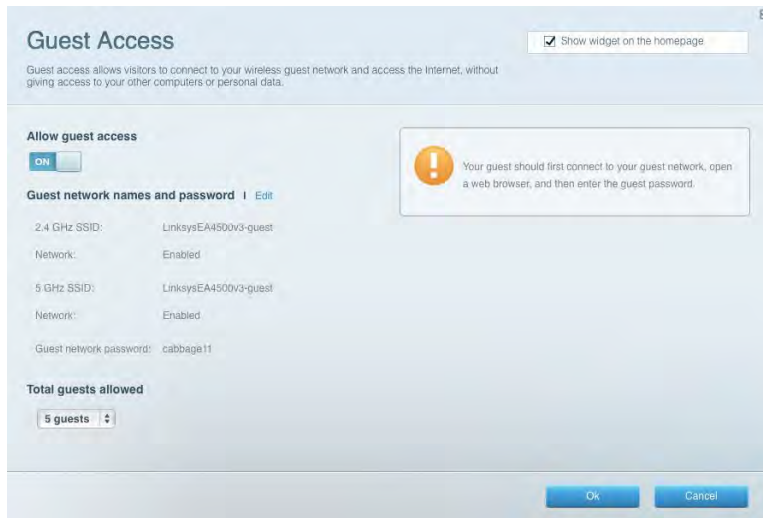 Guest Access
Show widget on the homepage
Guest access allows visitors to connect to your wireless guest network and access the Internet, without
giving access to your other computers or personal data.
Allow guest access
ON
Your guest should first connect to your guest network, open
a web browser, and then enter the guest password.
Guest network names and password | Edit
2.4 GHz SSID: LinksysEA4500v3-guest
Network: Enabled
5 GHz SSID: LinksysEA4500v3-guest
Network: Enabled
Guest network password: cabbage11
Total guests allowed
5 guests
Ok Cancel